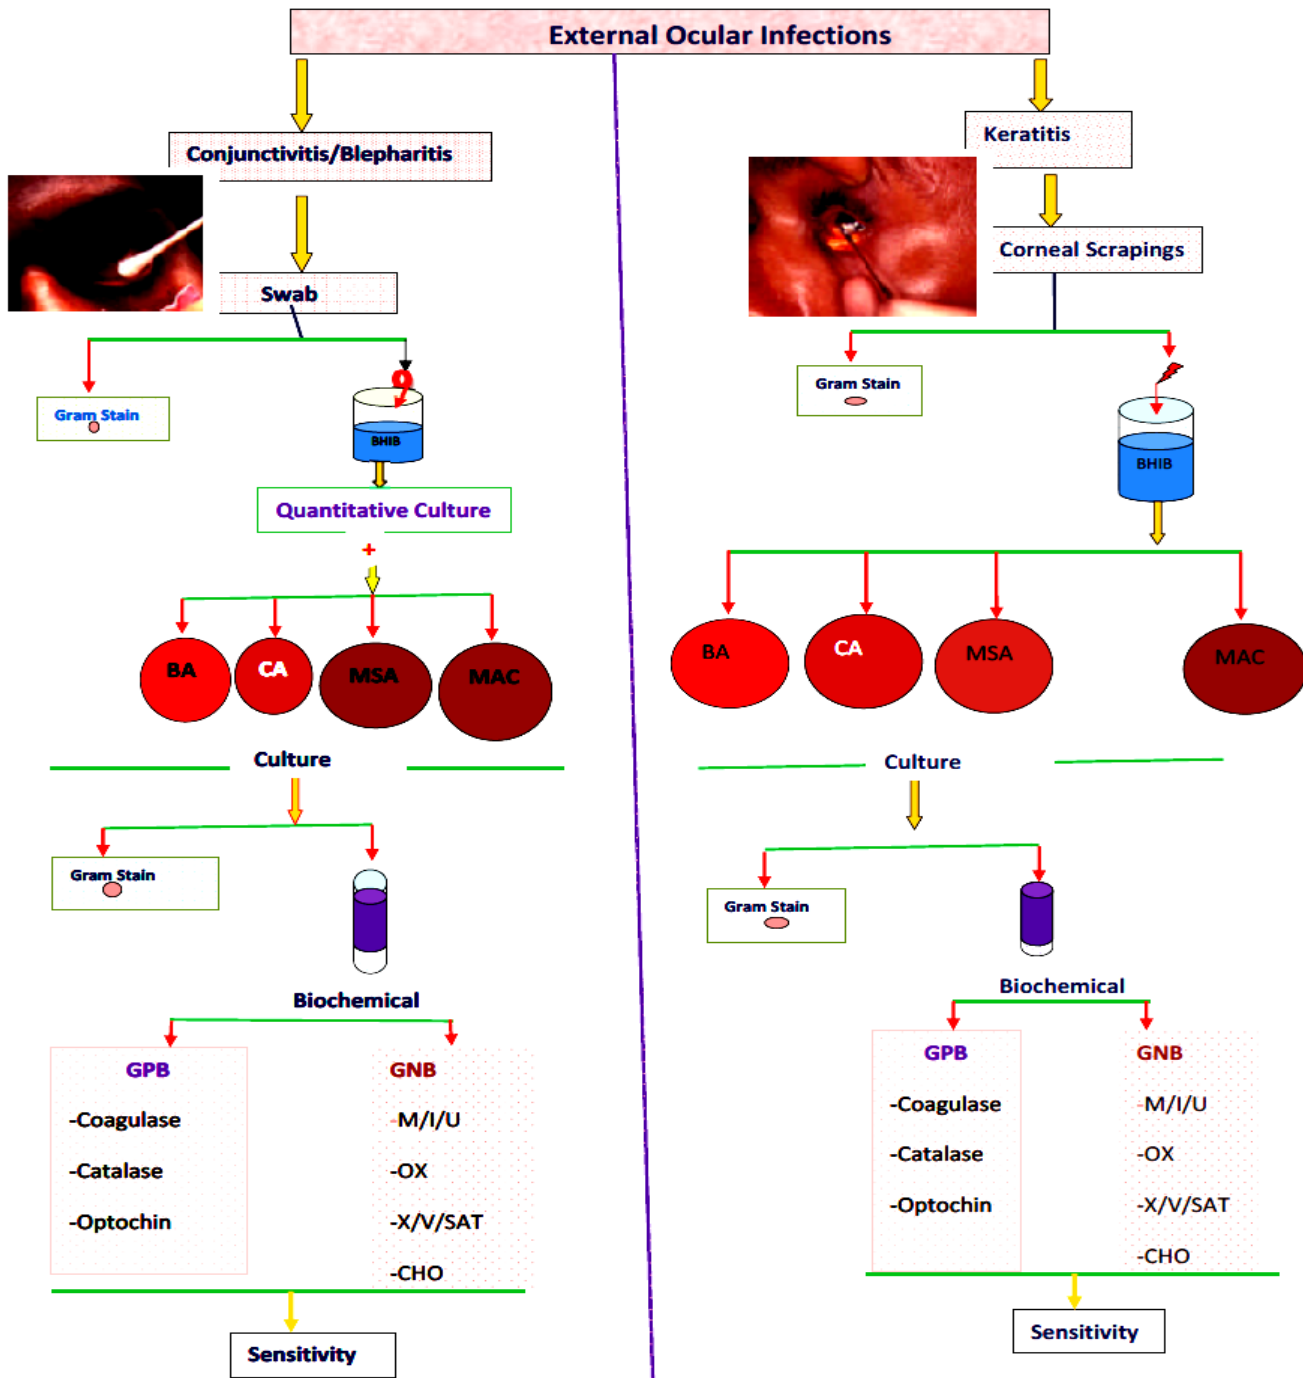 External Ocular Infections
Conjunctivitis/Blepharitis
Swab
Gram Stain
BHIB
Quantitative Culture
+
BA
CA
MSA
MAC
Culture
Gram Stain
Biochemical
GPB
-Coagulase
-Catalase
-Optochin
GNB
-M/I/U
-OX
-X/V/SAT
-CHO
Sensitivity
Keratitis
Corneal Scrapings
Gram Stain
BHIB
BA
CA
MSA
MAC
Culture
Gram Stain
Biochemical
GPB
-Coagulase
-Catalase
-Optochin
GNB
-M/I/U
-OX
-X/V/SAT
-CHO
Sensitivity